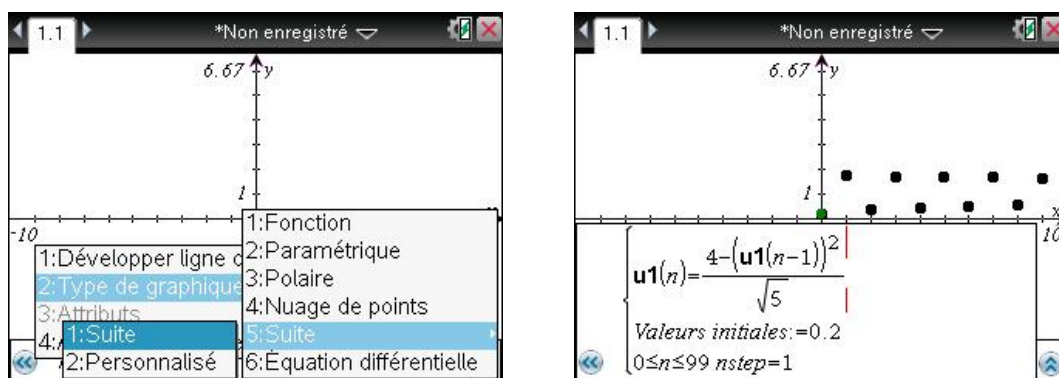 1.1
*Non enregistré
6.67 y
1
-10
1:Développer ligne d
2:Type de graphique
3:Attributs
4:
1:Fonction
2:Paramétrique
3:Polaire
4:Nuage de points
5:Suite
6:Équation différentielle
1:Suite
2:Personnalisé
1.1
*Non enregistré
6.67 y
1
x
10
u1(n)=(4-(u1(n-1))²)/√5
Valeurs initiales:=0.2
0≤n≤99 nstep=1